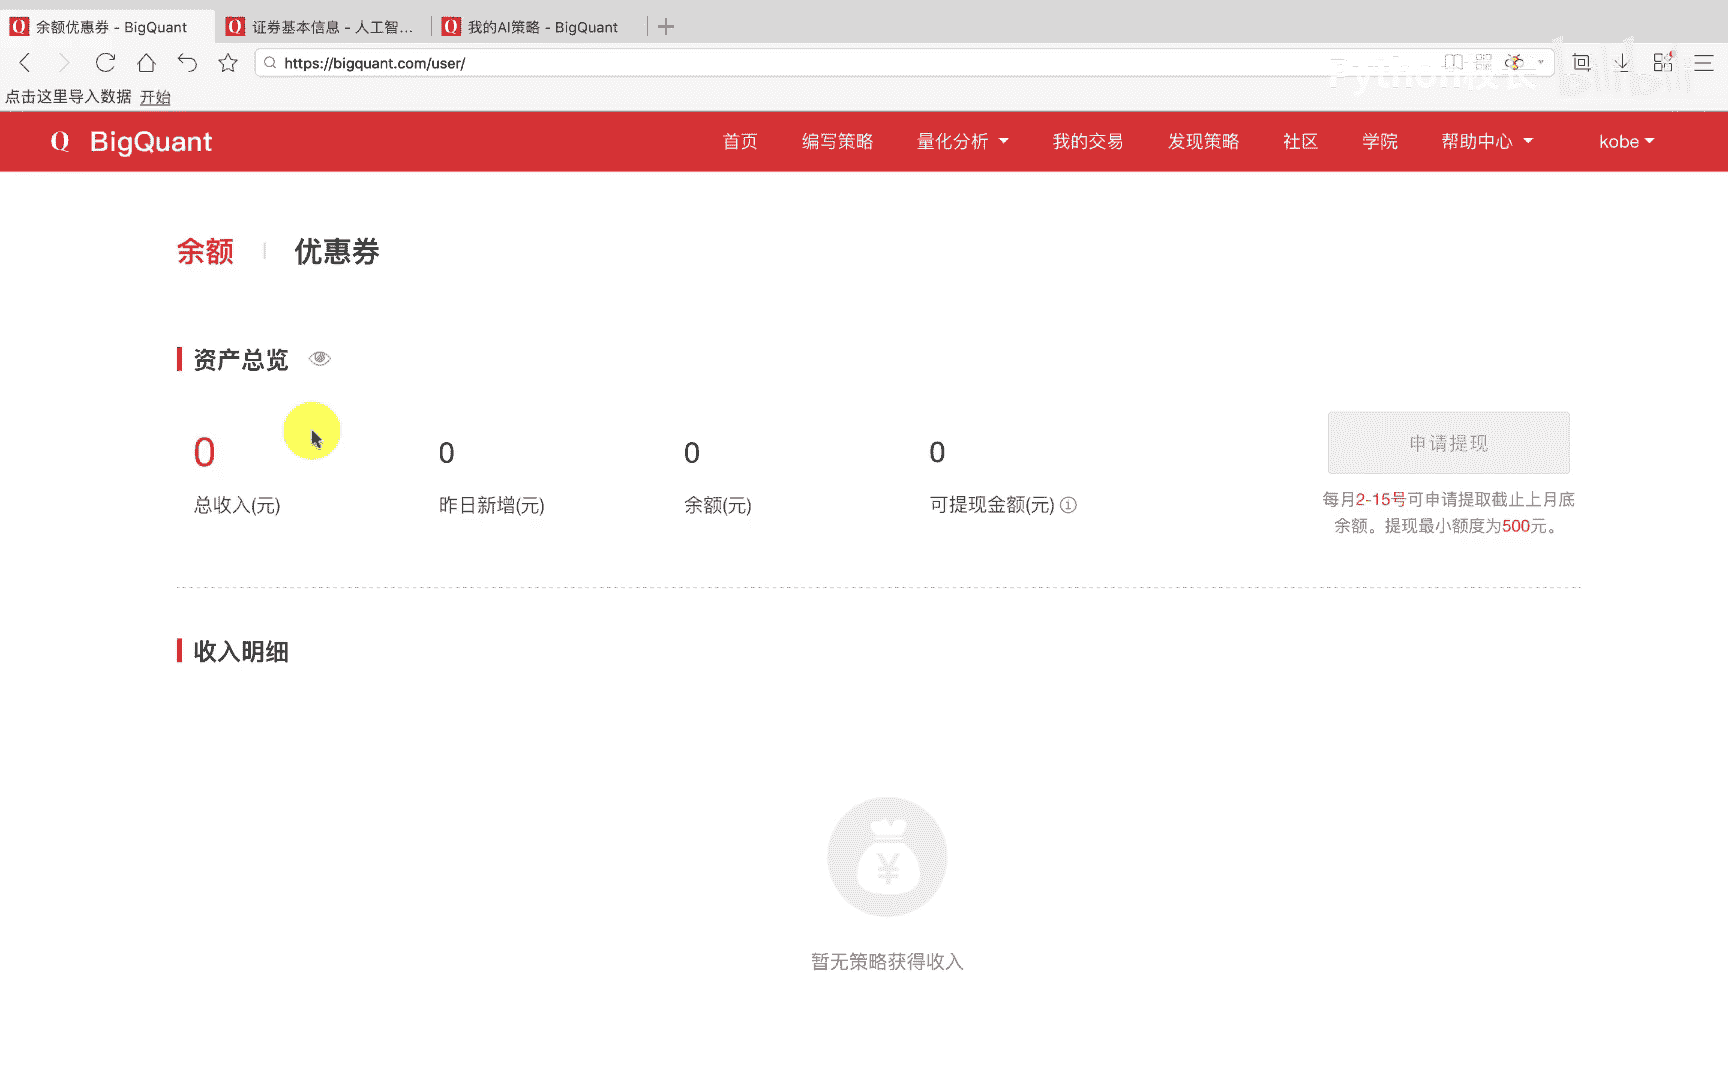 余额优惠券 - BigQuant
证券基本信息 - 人工智...
我的AI策略 - BigQuant
https://bigquant.com/user/
点击这里导入数据 开始
Q BigQuant
首页
编写策略
量化分析
我的交易
发现策略
社区
学院
帮助中心
kobe
余额
优惠券
资产总览
0
0
0
0
总收入(元)
昨日新增(元)
余额(元)
可提现金额(元)
申请提现
每月2-15号可申请提取截止上月底
余额。提现最小额度为500元。
收入明细
¥
暂无策略获得收入